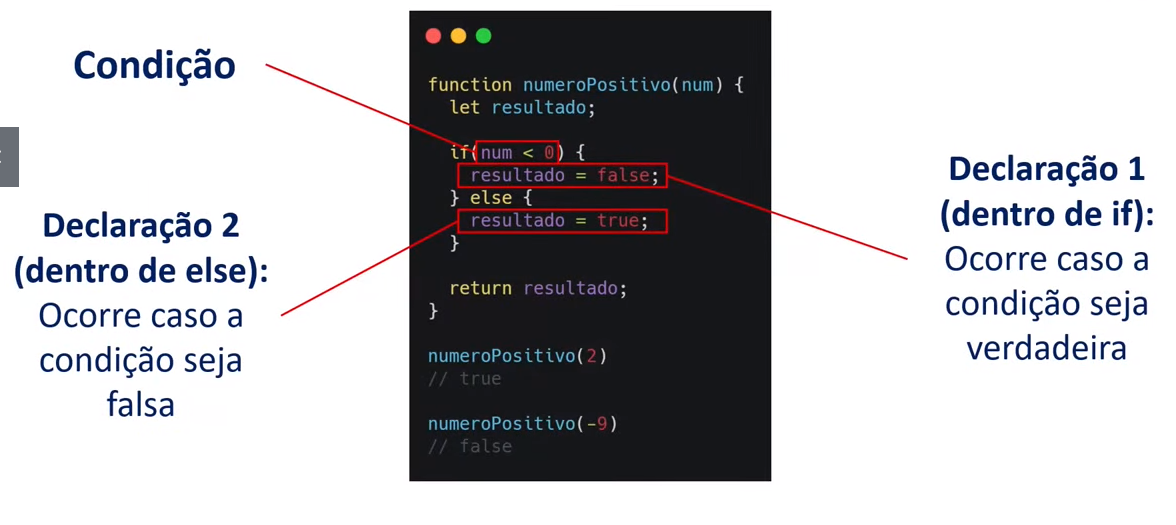 Condição
Declaração 2
(dentro de else):
Ocorre caso a
condição seja
falsa
function numeroPositivo(num) {
let resultado;
if(num < 0) {
resultado = false;
} else {
resultado = true;
}
return resultado;
}
numeroPositivo(2)
// true
numeroPositivo(-9)
// false
Declaração 1
(dentro de if):
Ocorre caso a
condição seja
verdadeira